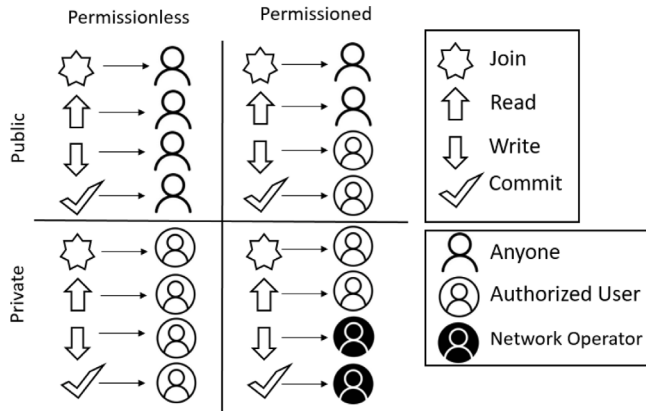 Permissionless
Permissioned
Public
Private
Join
Read
Write
Commit
Anyone
Authorized User
Network Operator